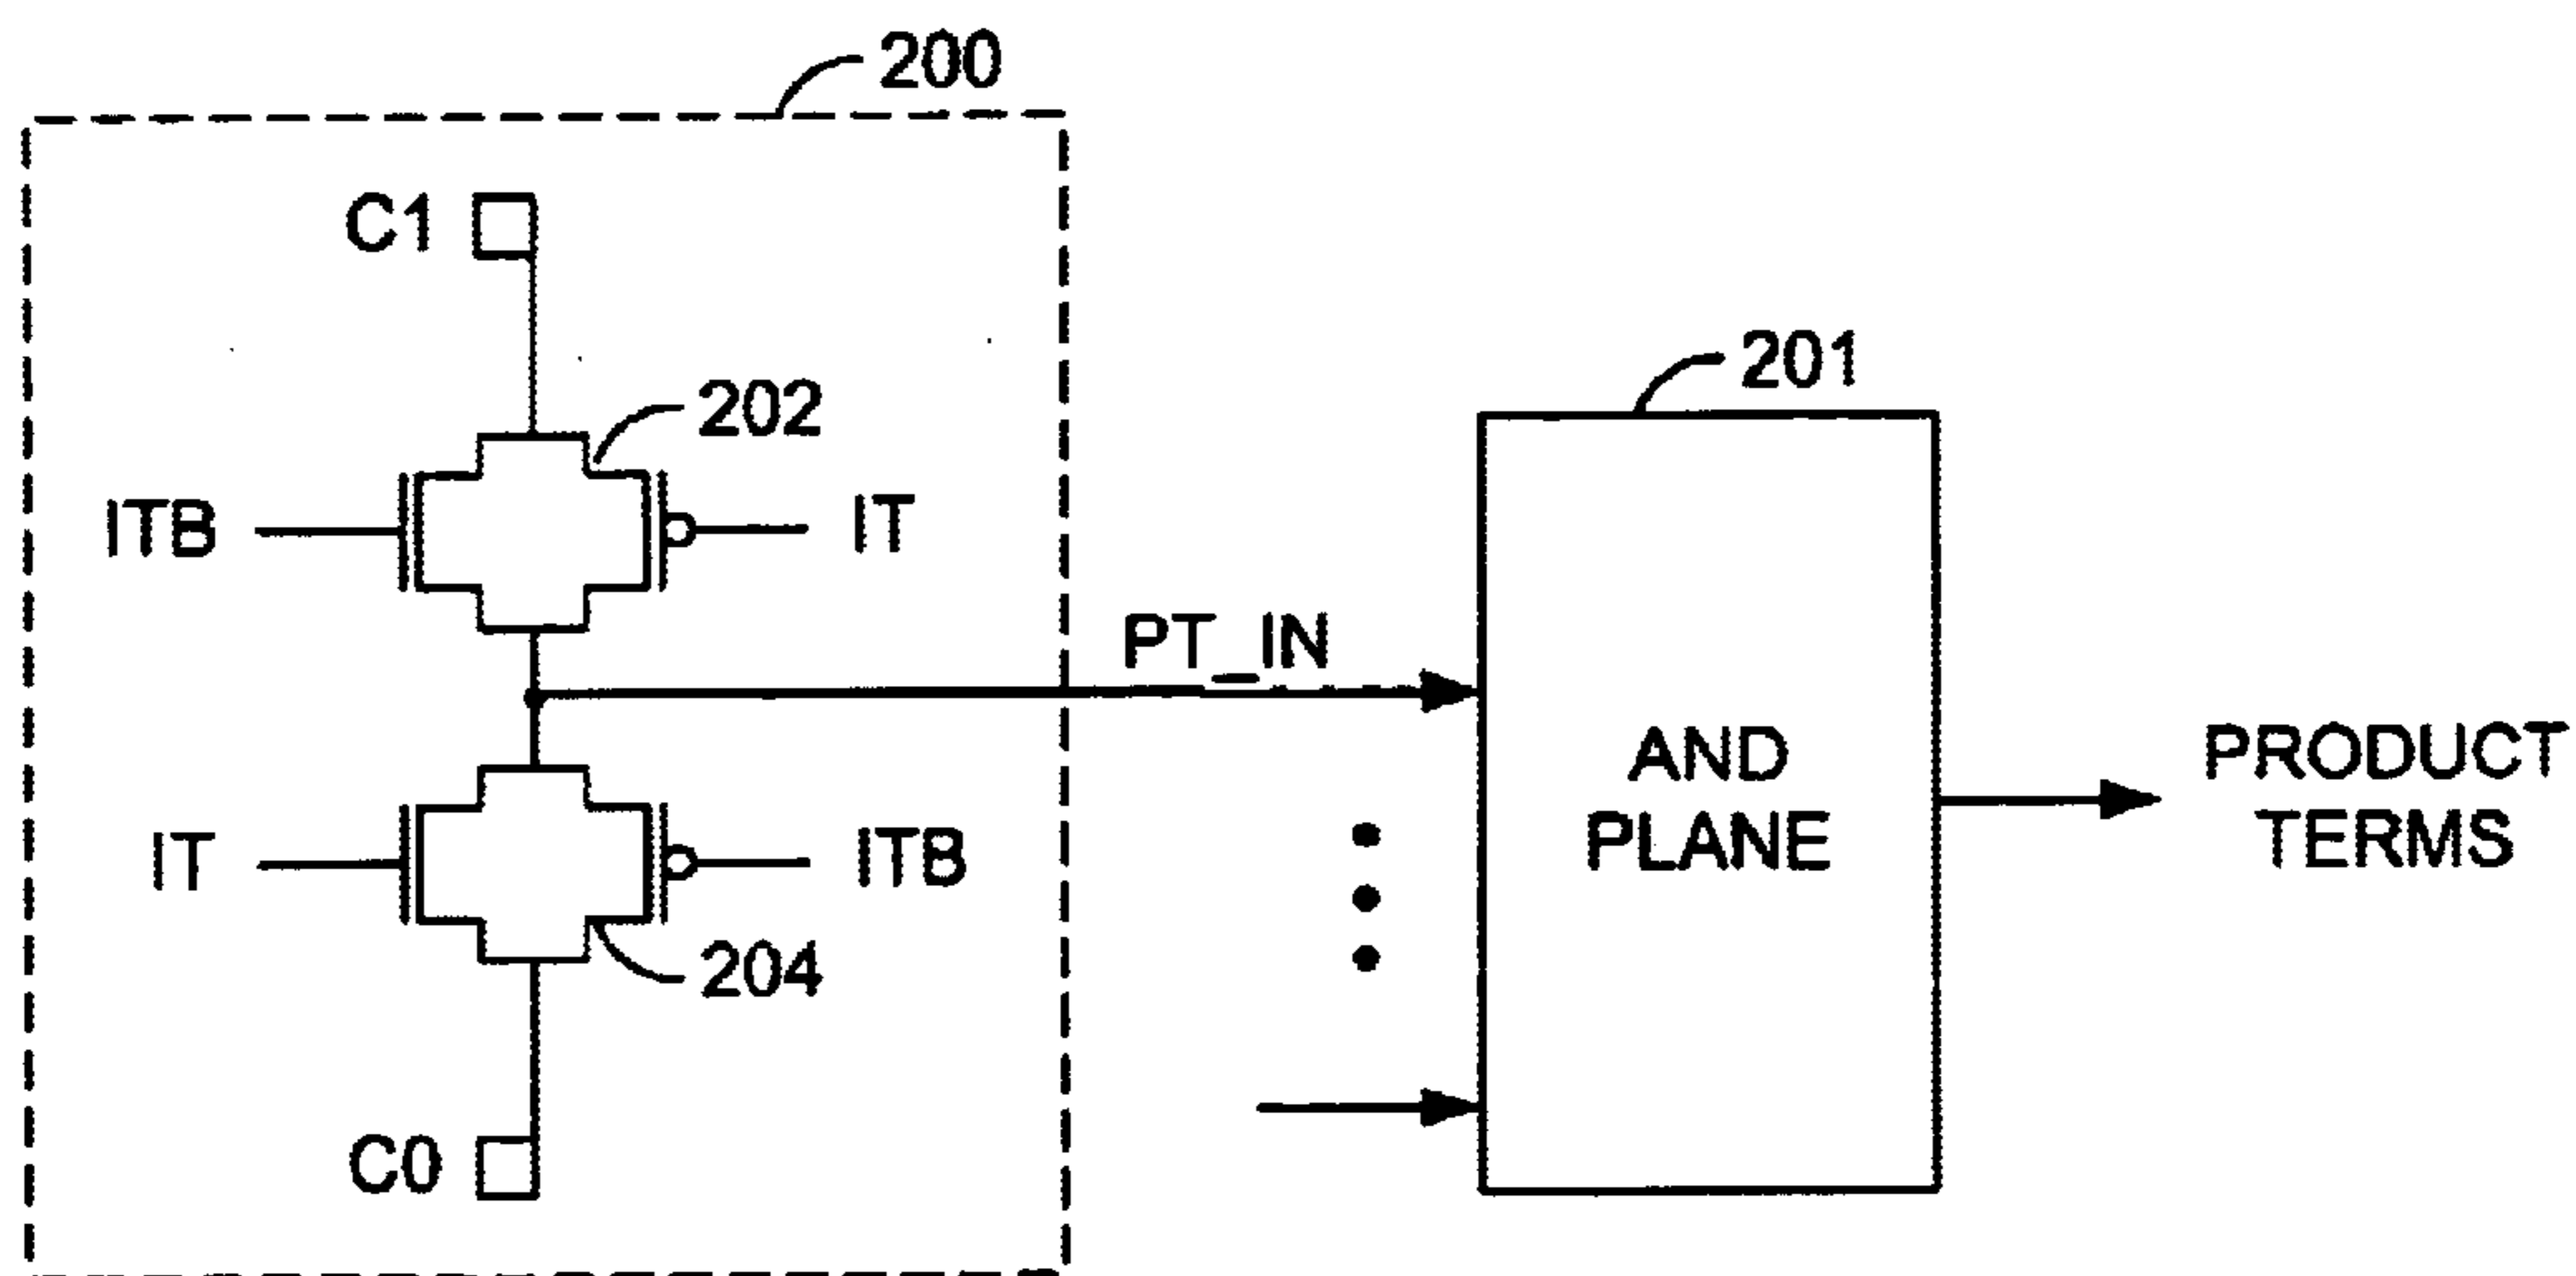 200
C1
202
201
ITB
IT
PT_IN
AND
PLANE
PRODUCT
TERMS
IT
ITB
204
C0